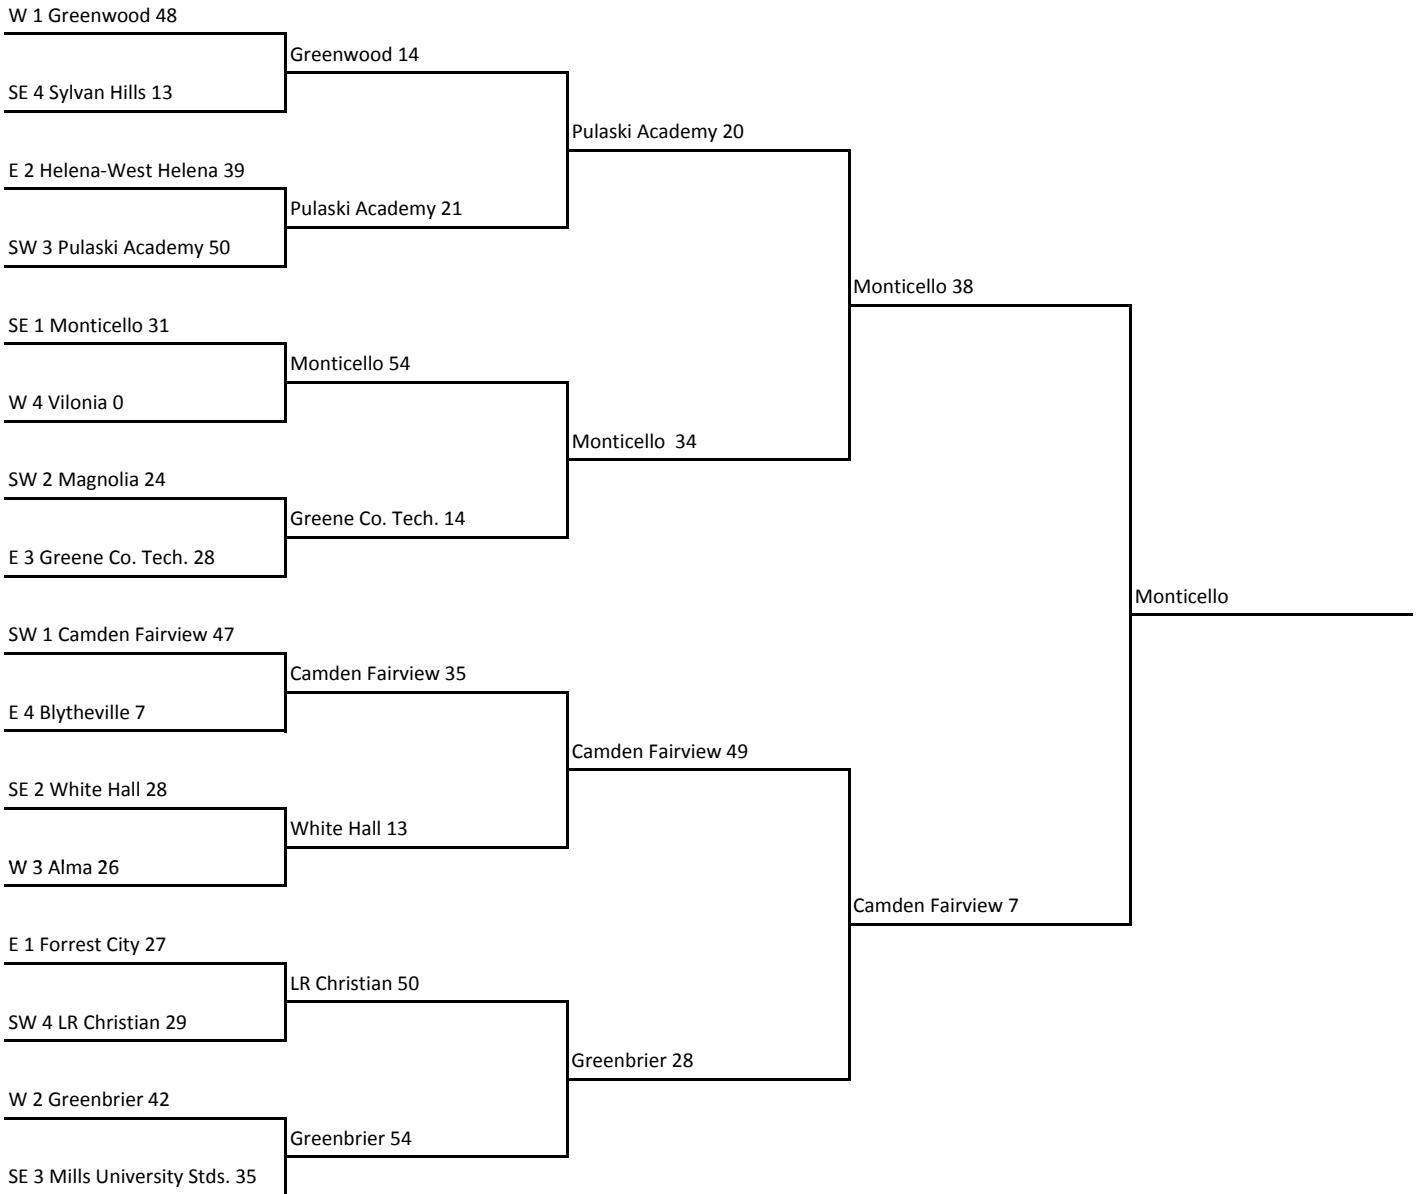 W 1 Greenwood 48
Greenwood 14
SE 4 Sylvan Hills 13
Pulaski Academy 20
E 2 Helena-West Helena 39
Pulaski Academy 21
SW 3 Pulaski Academy 50
Monticello 38
SE 1 Monticello 31
Monticello 54
W 4 Vilonia 0
Monticello  34
SW 2 Magnolia 24
Greene Co. Tech. 14
E 3 Greene Co. Tech. 28
Monticello
SW 1 Camden Fairview 47
Camden Fairview 35
E 4 Blytheville 7
Camden Fairview 49
SE 2 White Hall 28
White Hall 13
W 3 Alma 26
Camden Fairview 7
E 1 Forrest City 27
LR Christian 50
SW 4 LR Christian 29
Greenbrier 28
W 2 Greenbrier 42
Greenbrier 54
SE 3 Mills University Stds. 35